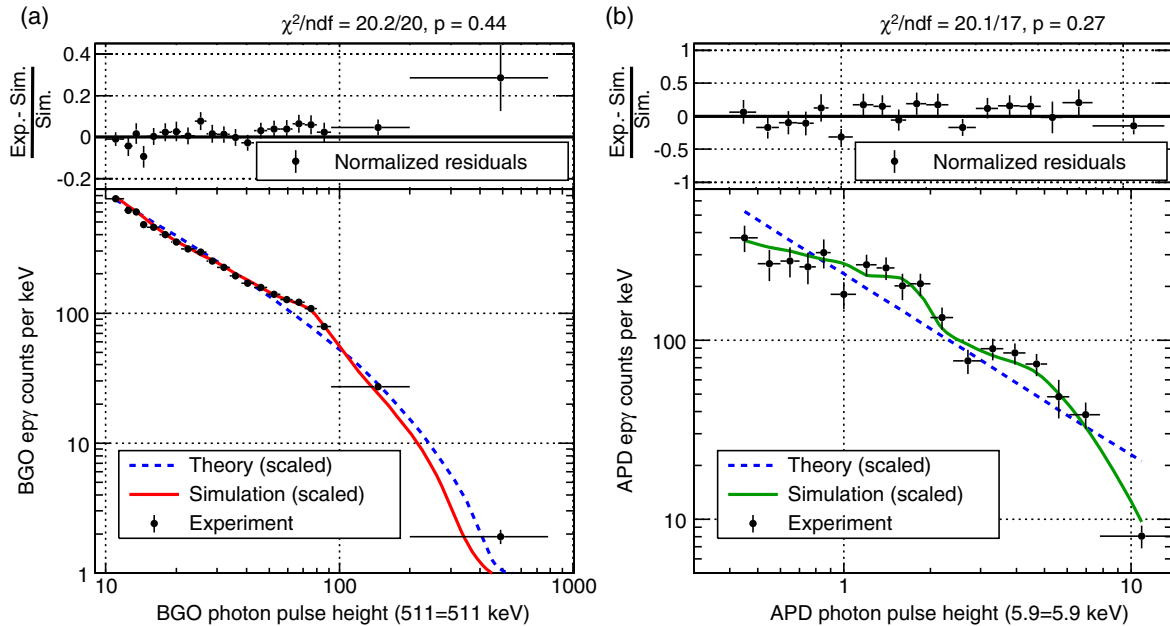 (a)
χ²/ndf = 20.2/20, p = 0.44
Exp.- Sim.
Sim.
0.4
0.2
0
-0.2
Normalized residuals
BGO epγ counts per keV
100
10
1
Theory (scaled)
Simulation (scaled)
Experiment
10
100
1000
BGO photon pulse height (511=511 keV)
(b)
χ²/ndf = 20.1/17, p = 0.27
Exp.- Sim.
Sim.
1
0.5
0
-0.5
-1
Normalized residuals
APD epγ counts per keV
100
10
Theory (scaled)
Simulation (scaled)
Experiment
1
10
APD photon pulse height (5.9=5.9 keV)